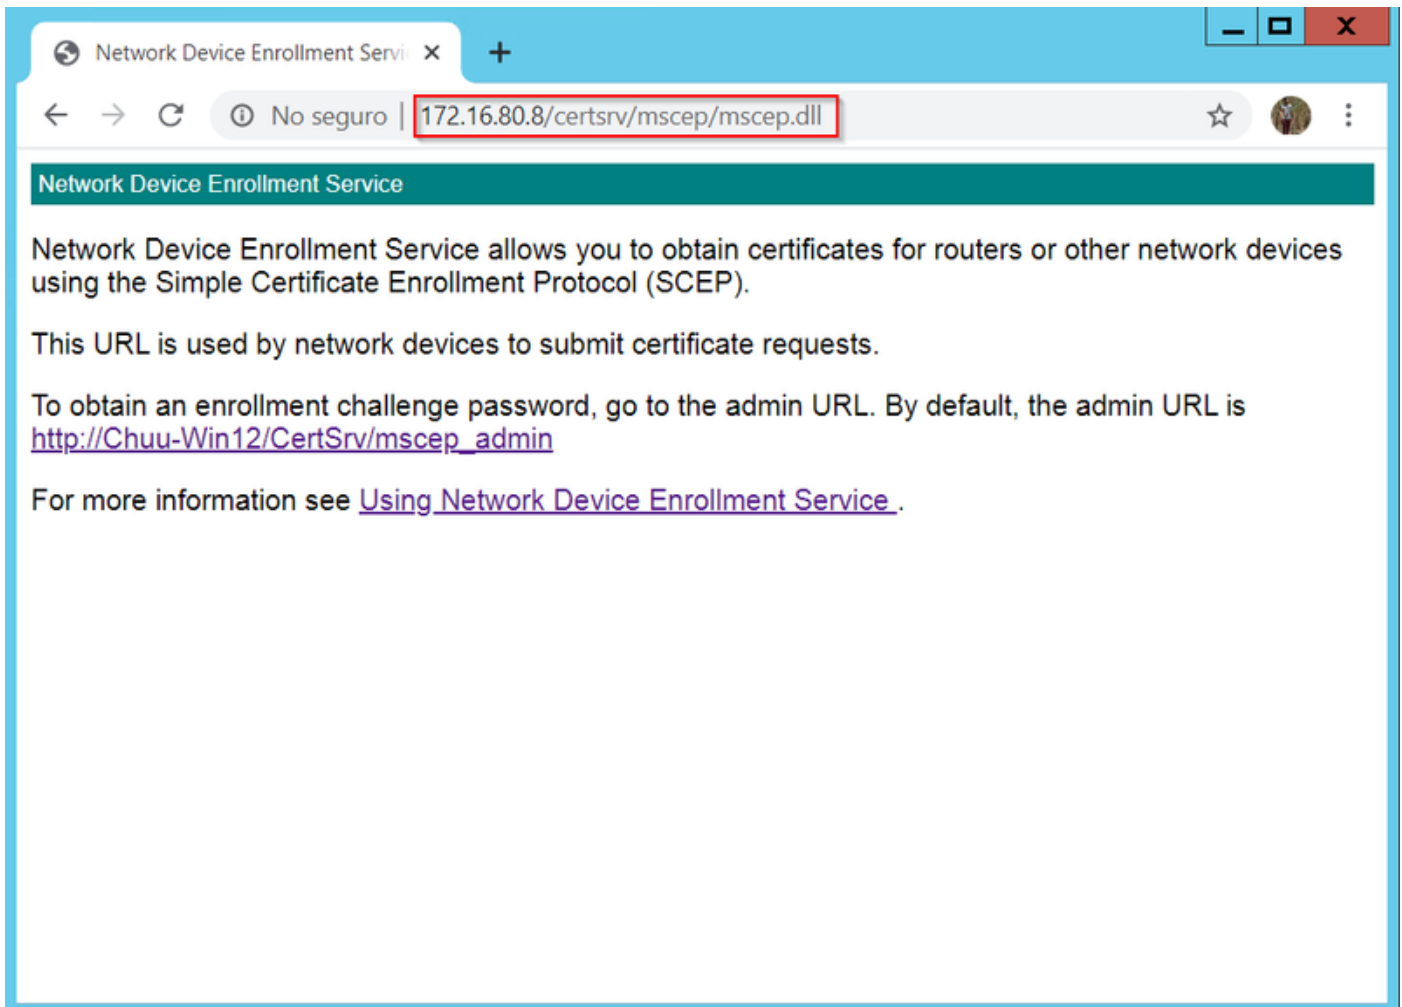 Network Device Enrollment Servi
No seguro | 172.16.80.8/certsrv/mscep/mscep.dll
Network Device Enrollment Service
Network Device Enrollment Service allows you to obtain certificates for routers or other network devices
using the Simple Certificate Enrollment Protocol (SCEP).
This URL is used by network devices to submit certificate requests.
To obtain an enrollment challenge password, go to the admin URL. By default, the admin URL is
http://Chuu-Win12/CertSrv/mscep_admin
For more information see Using Network Device Enrollment Service .